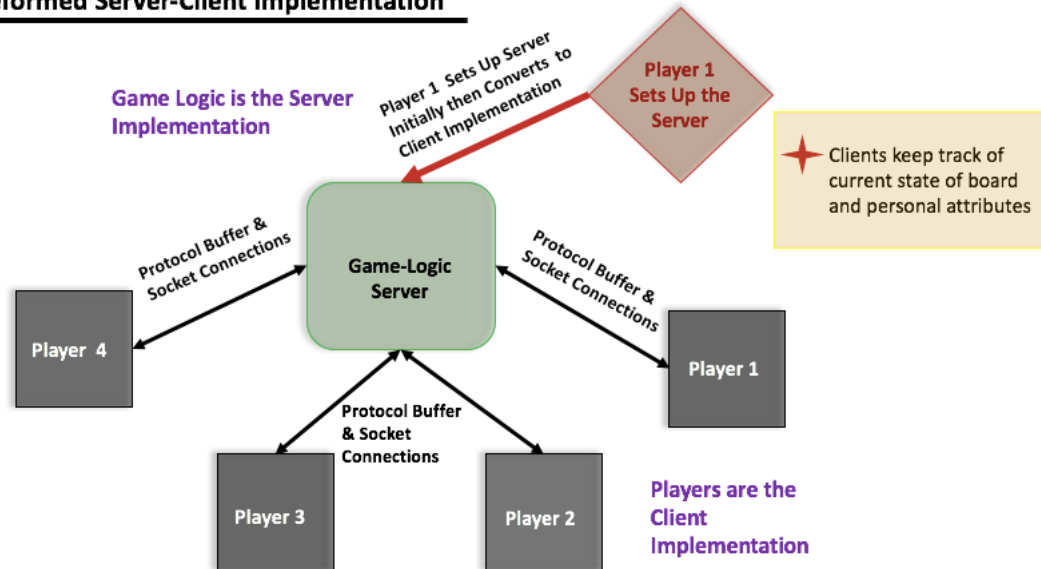 Server-Client Implementation
Game Logic is the Server
Implementation
Player 1 Sets Up Server
Initially then Converts to
Client Implementation
Player 1
Sets Up the
Server
Clients keep track of
current state of board
and personal attributes
Protocol Buffer &
Socket Connections
Game-Logic
Server
Protocol Buffer &
Socket Connections
Player 4
Player 1
Protocol Buffer
& Socket
Connections
Player 3
Player 2
Players are the
Client
Implementation